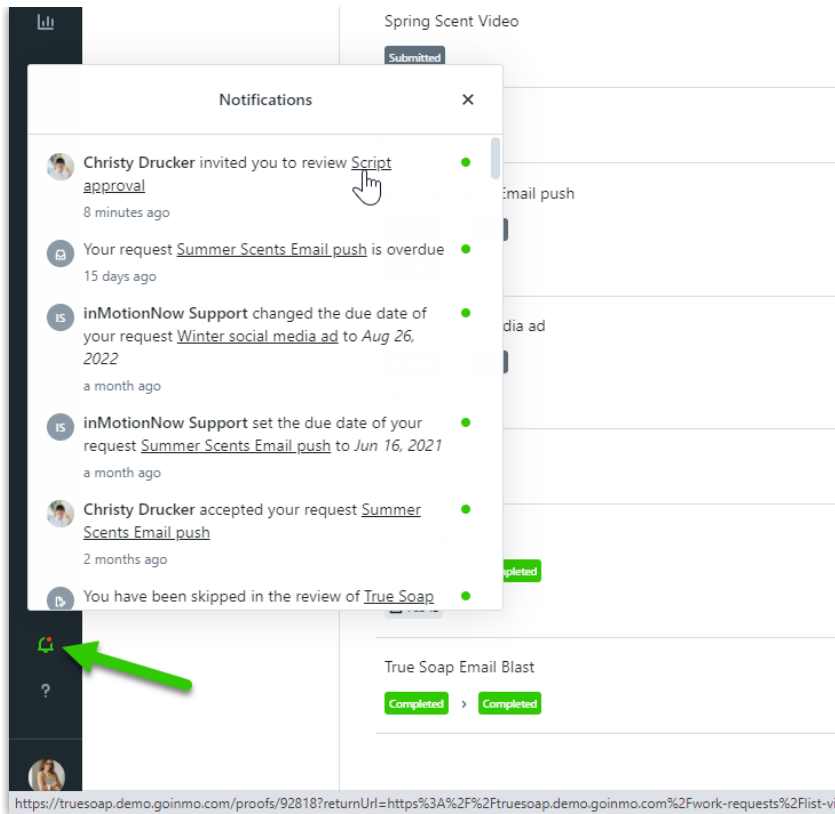 Spring Scent Video
Submitted
Notifications
Christy Drucker invited you to review Script
approval
8 minutes ago
Email push
Your request Summer Scents Email push is overdue
15 days ago
IS
inMotionNow Support changed the due date of
your request Winter social media ad to Aug 26,
2022
a month ago
dia ad
IS
inMotionNow Support set the due date of your
request Summer Scents Email push to Jun 16, 2021
a month ago
Christy Drucker accepted your request Summer
Scents Email push
2 months ago
pleted
You have been skipped in the review of True Soap
True Soap Email Blast
?
Completed > Completed
https://truesoap.demo.goinmo.com/proofs/92818?returnUrl=https%3A%2F%2Ftruesoap.demo.goinmo.com%2Fwork-requests%2Flist-vi